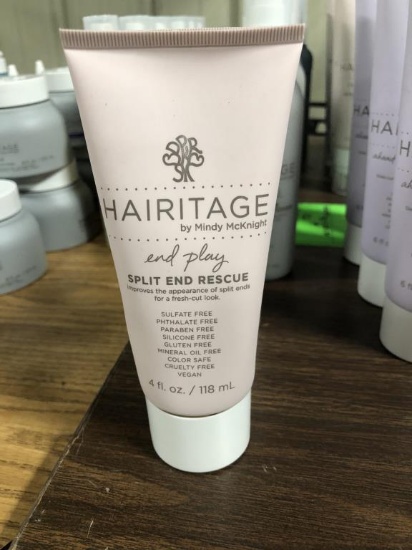 HAIRITAGE
by Mindy McKnight
end play
SPLIT END RESCUE
Improves the appearance of split ends
for a fresh-cut look.
SULFATE FREE
PHTHALATE FREE
PARABEN FREE
SILICONE FREE
GLUTEN FREE
MINERAL OIL FREE
COLOR SAFE
CRUELTY FREE
VEGAN
4 fl. oz. / 118 mL